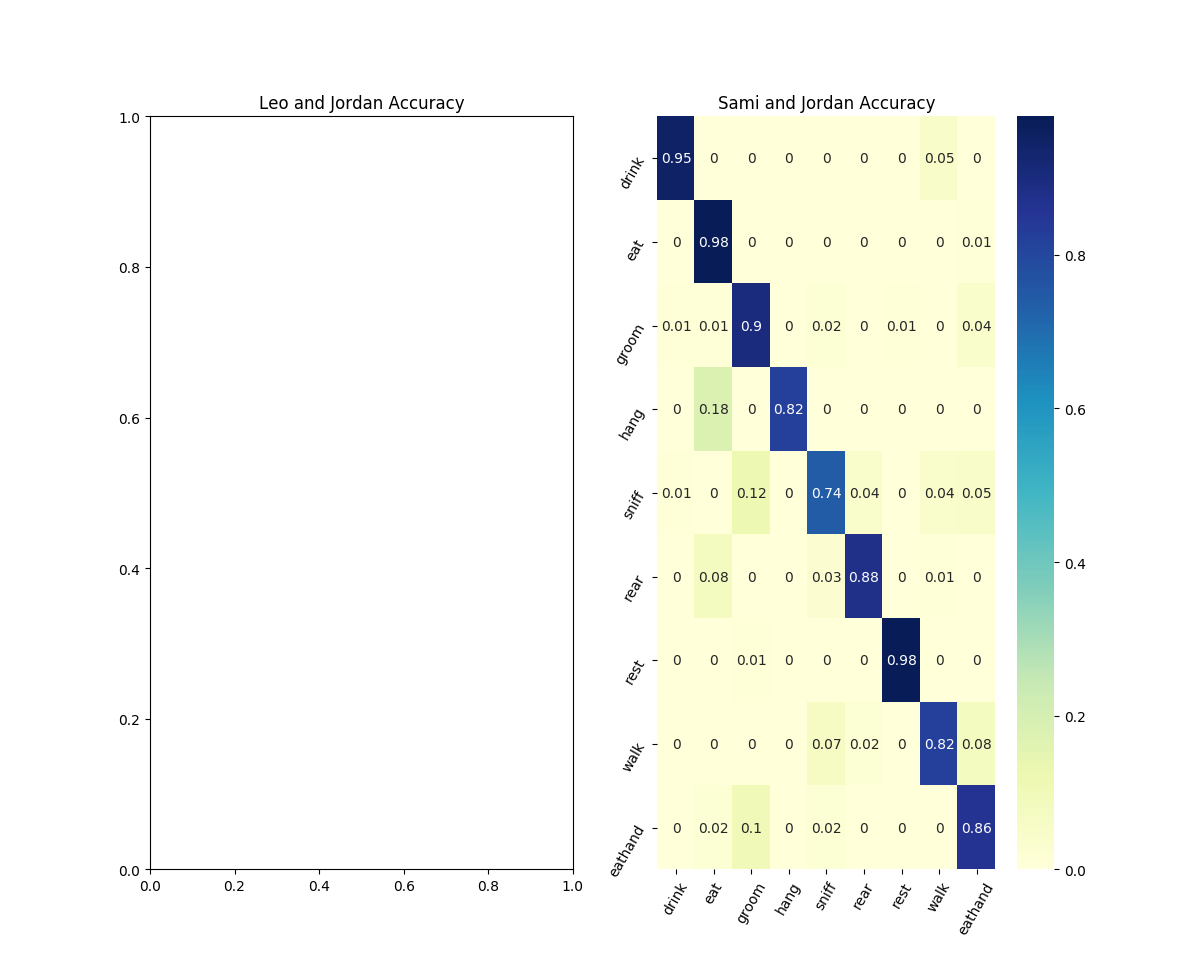 Leo and Jordan Accuracy
1.0
0.8
0.6
0.4
0.2
0.0
0.0 0.2 0.4 0.6 0.8 1.0
Sami and Jordan Accuracy
drink 0.95 0 0 0 0 0 0 0.05 0
eat 0 0.98 0 0 0 0 0 0 0.01
groom 0.01 0.01 0.9 0 0.02 0 0.01 0 0.04
hang 0 0.18 0 0.82 0 0 0 0 0
sniff 0.01 0 0.12 0 0.74 0.04 0 0.04 0.05
rear 0 0.08 0 0 0.03 0.88 0 0.01 0
rest 0 0 0.01 0 0 0 0.98 0 0
walk 0 0 0 0 0.07 0.02 0 0.82 0.08
eathand 0 0.02 0.1 0 0.02 0 0 0 0.86
drink eat groom hang sniff rear rest walk eathand
0.8
0.6
0.4
0.2
0.0